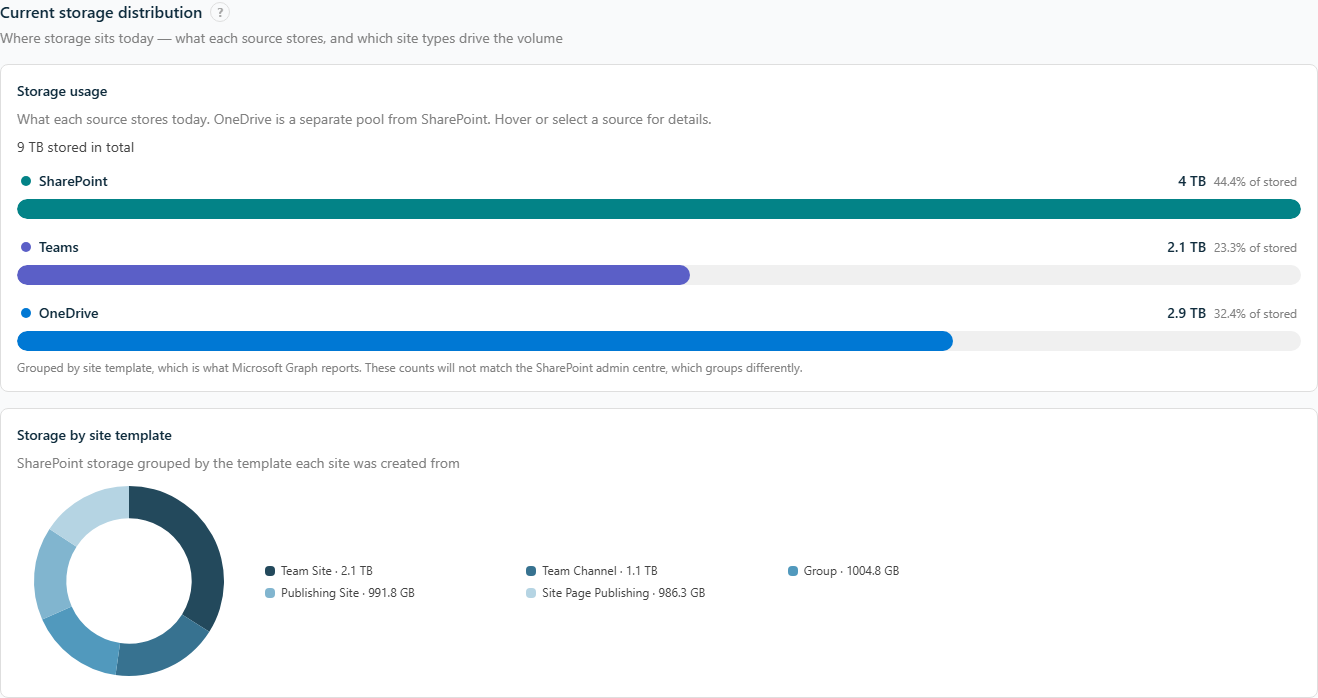 Current storage distribution ?
Where storage sits today — what each source stores, and which site types drive the volume
Storage usage
What each source stores today. OneDrive is a separate pool from SharePoint. Hover or select a source for details.
9 TB stored in total
SharePoint 4 TB 44.4% of stored
Teams 2.1 TB 23.3% of stored
OneDrive 2.9 TB 32.4% of stored
Grouped by site template, which is what Microsoft Graph reports. These counts will not match the SharePoint admin centre, which groups differently.
Storage by site template
SharePoint storage grouped by the template each site was created from
Team Site · 2.1 TB Team Channel · 1.1 TB Group · 1004.8 GB
Publishing Site · 991.8 GB Site Page Publishing · 986.3 GB